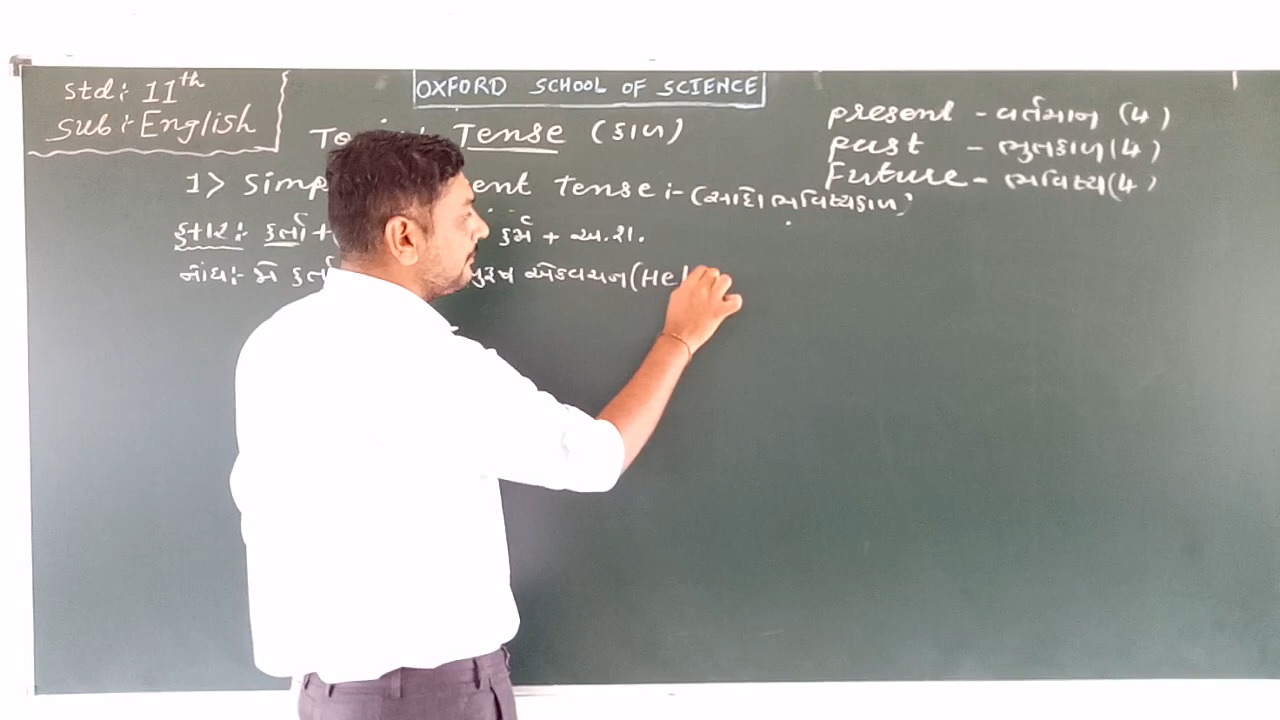 std: 11th
Sub: English
OXFORD SCHOOL OF SCIENCE
Tense (કાળ)
present - વર્તમાન (4)
past - ભુતકાળ (4)
Future - ભવિષ્ય (4)
1> Simp ent Tense :- (સાદો ભવિષ્યકાળ)
કર્તા + કર્મ + અ.શ.
નોંધ:- જો કર્ત પુરુષ એકવચન (He